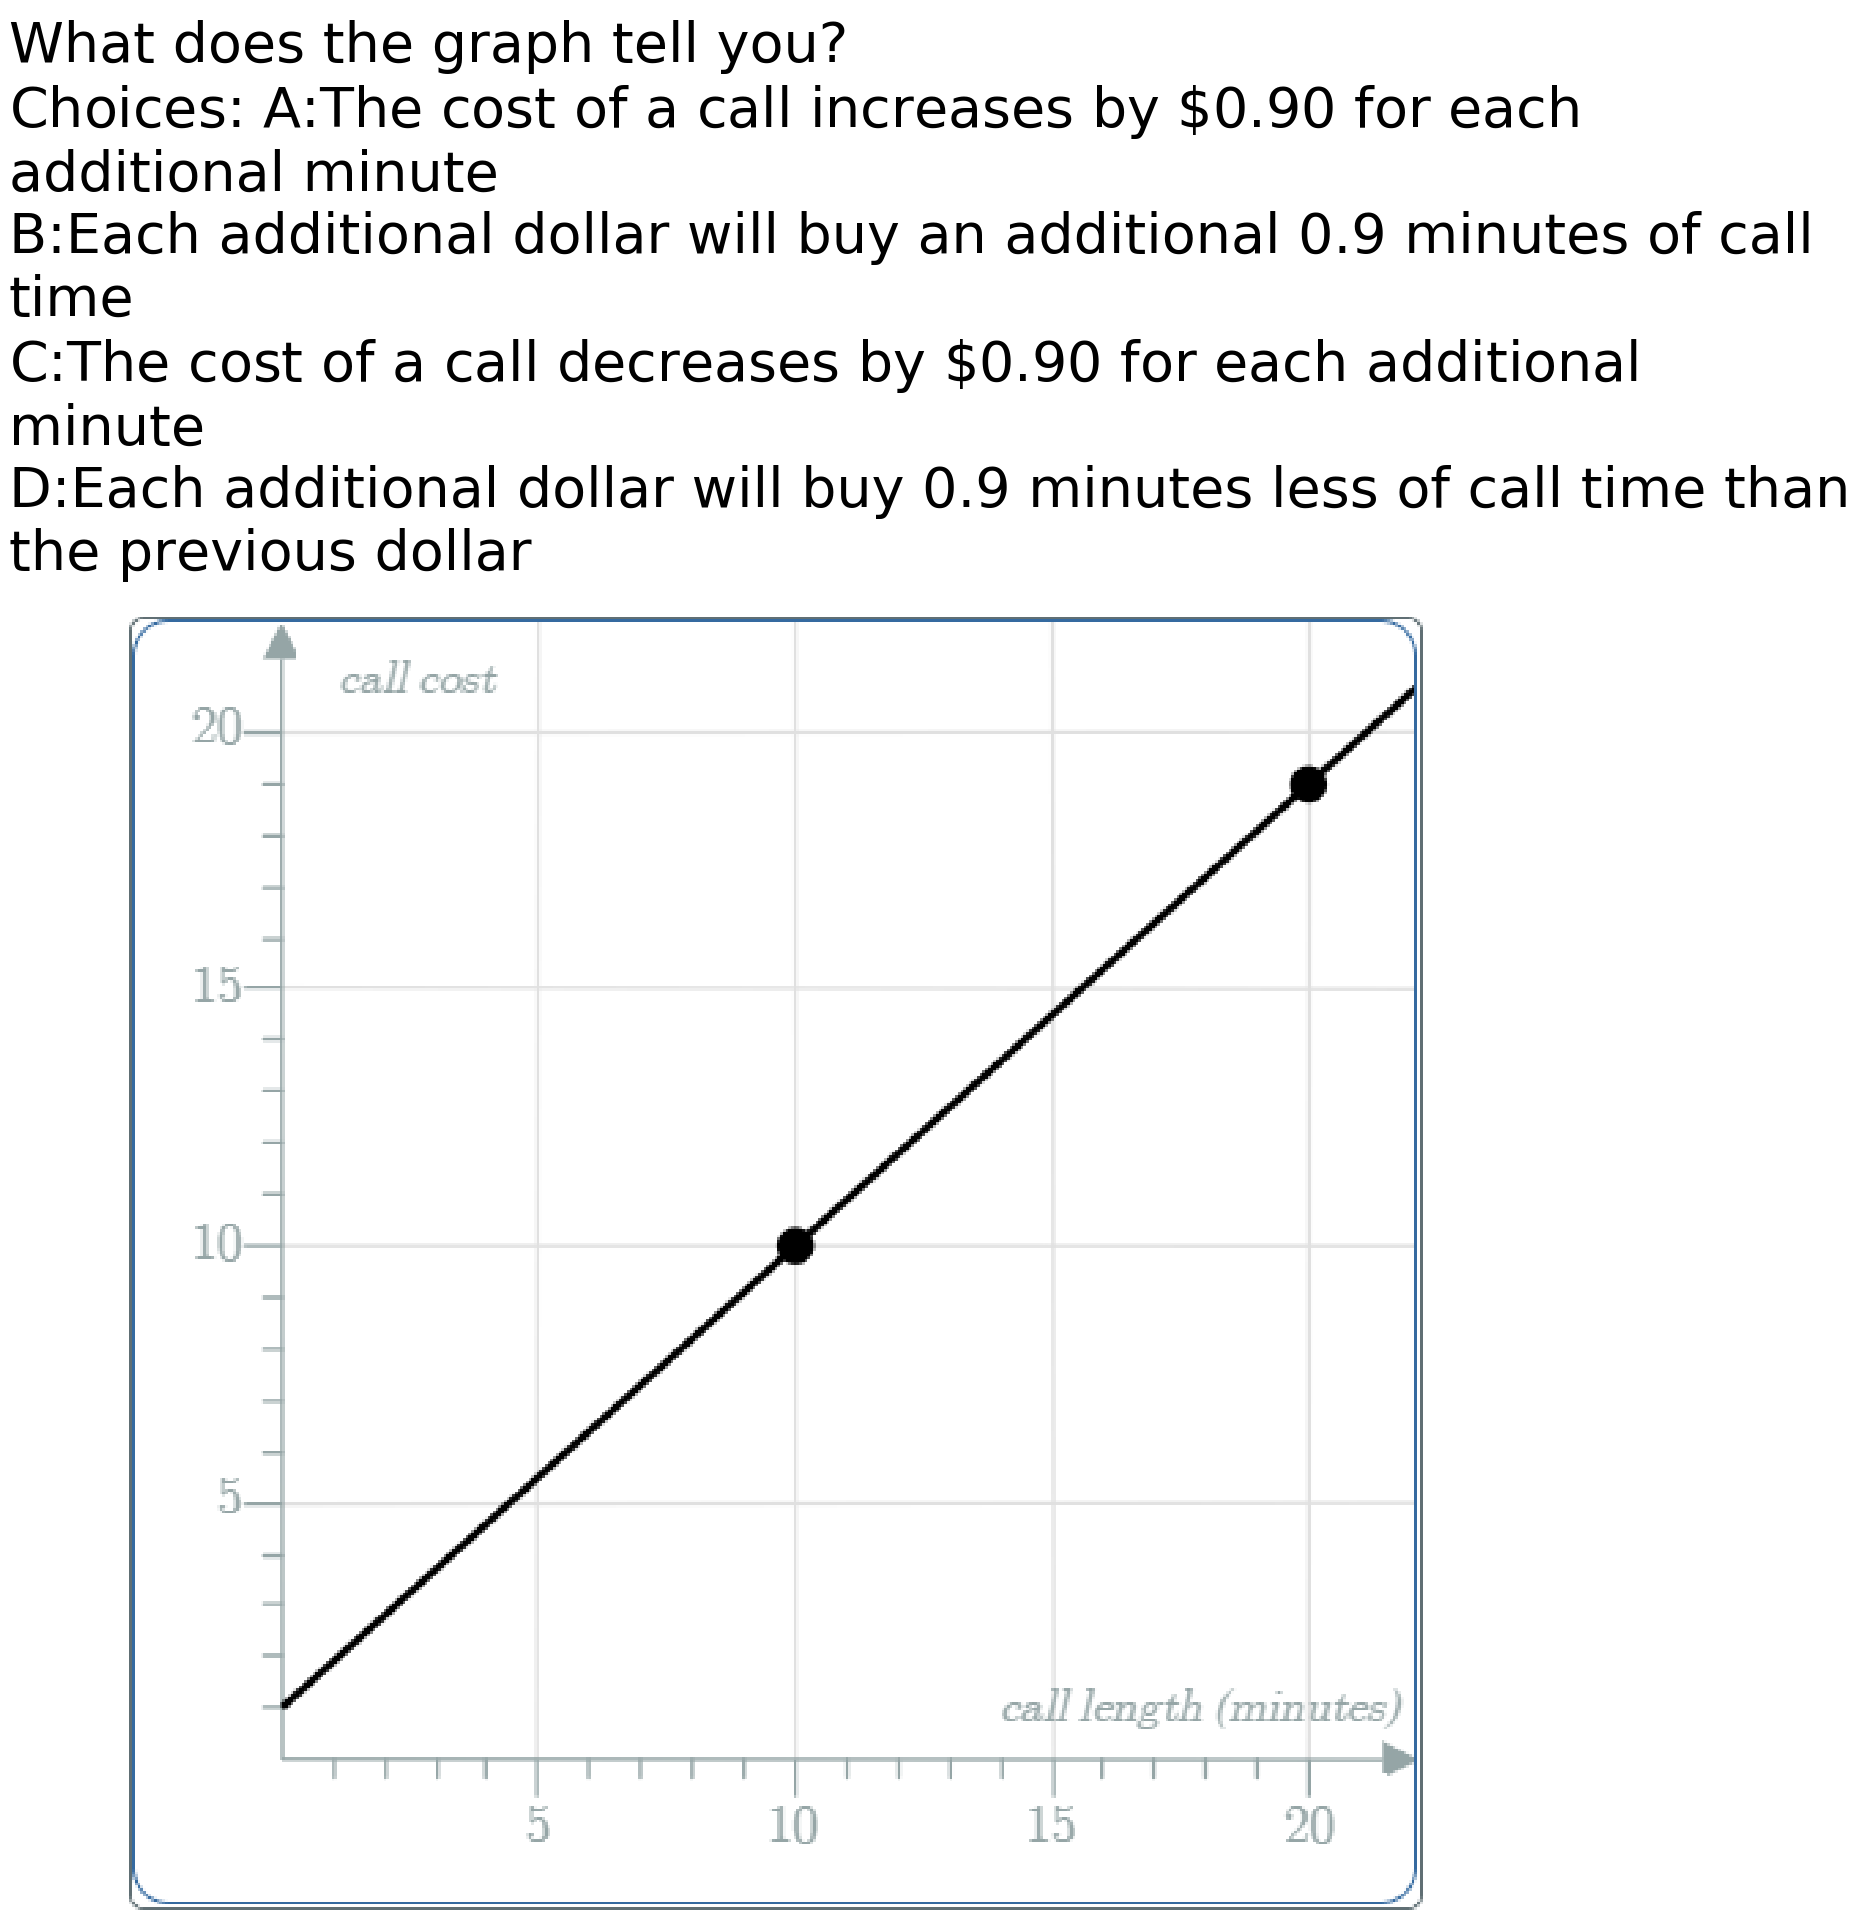 What does the graph tell you?
Choices: A:The cost of a call increases by $0.90 for each
additional minute
B:Each additional dollar will buy an additional 0.9 minutes of call
time
C:The cost of a call decreases by $0.90 for each additional
minute
D:Each additional dollar will buy 0.9 minutes less of call time than
the previous dollar
call cost
20
15
10
5
call length (minutes)
5 10 15 20